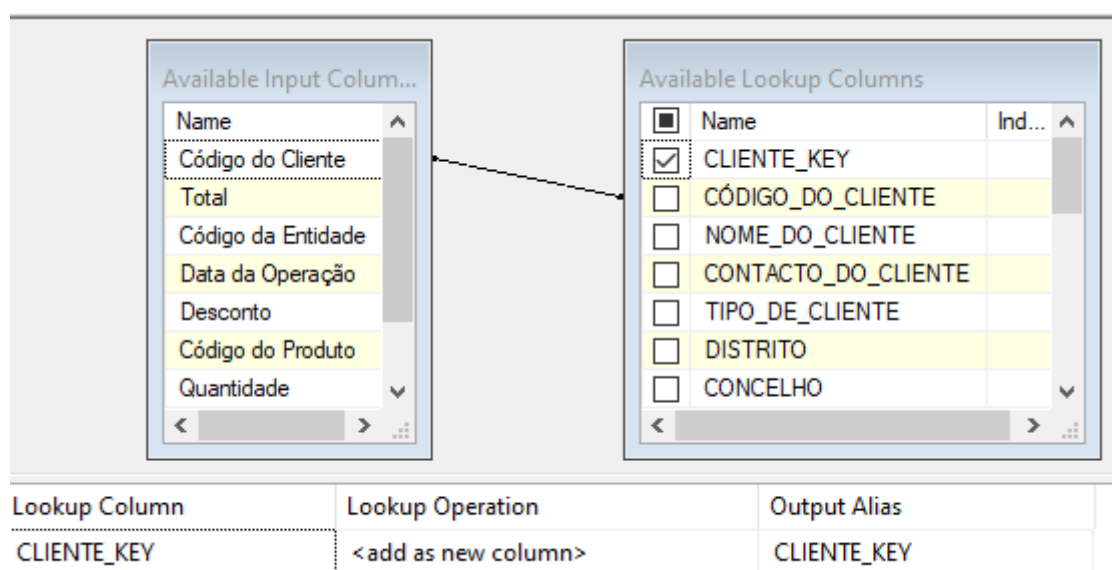 Available Input Colum...
Name
Código do Cliente
Total
Código da Entidade
Data da Operação
Desconto
Código do Produto
Quantidade
Available Lookup Columns
Name Ind...
CLIENTE_KEY
CÓDIGO_DO_CLIENTE
NOME_DO_CLIENTE
CONTACTO_DO_CLIENTE
TIPO_DE_CLIENTE
DISTRITO
CONCELHO
Lookup Column Lookup Operation Output Alias
CLIENTE_KEY <add as new column> CLIENTE_KEY